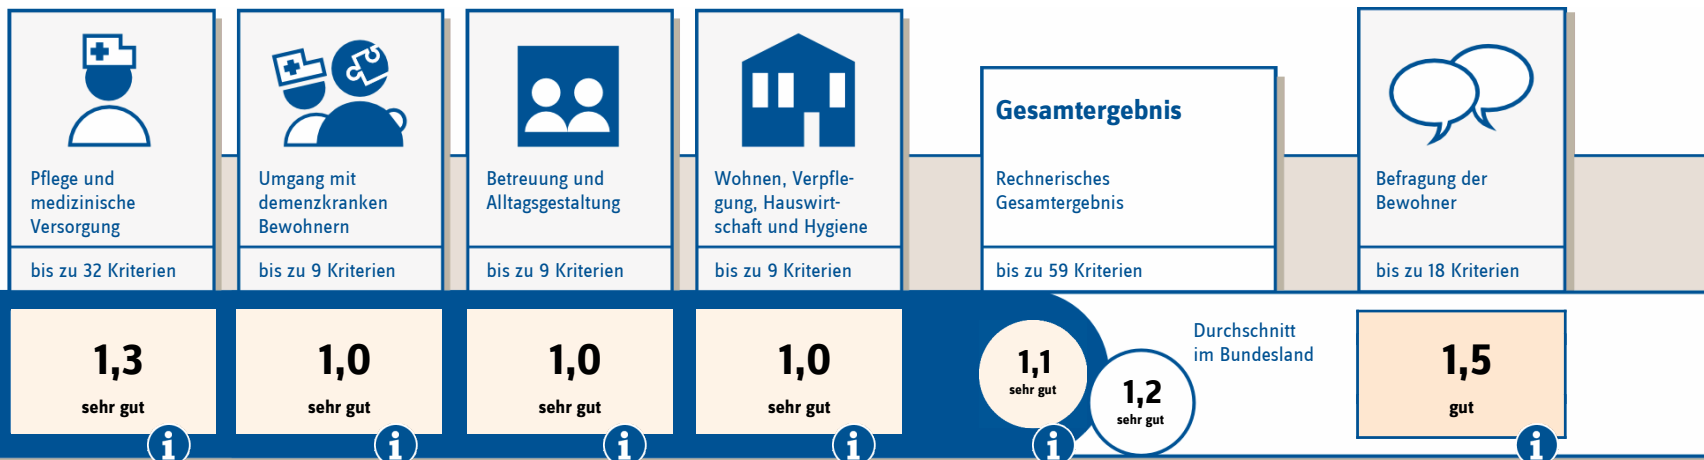 Pflege und
medizinische
Versorgung
bis zu 32 Kriterien
1,3
sehr gut
i
Umgang mit
demenzkranken
Bewohnern
bis zu 9 Kriterien
1,0
sehr gut
i
Betreuung und
Alltagsgestaltung
bis zu 9 Kriterien
1,0
sehr gut
i
Wohnen, Verpfle-
gung, Hauswirt-
schaft und Hygiene
bis zu 9 Kriterien
1,0
sehr gut
i
Gesamtergebnis
Rechnerisches
Gesamtergebnis
bis zu 59 Kriterien
1,1
sehr gut
i
1,2
sehr gut
Durchschnitt
im Bundesland
Befragung der
Bewohner
bis zu 18 Kriterien
1,5
gut
i